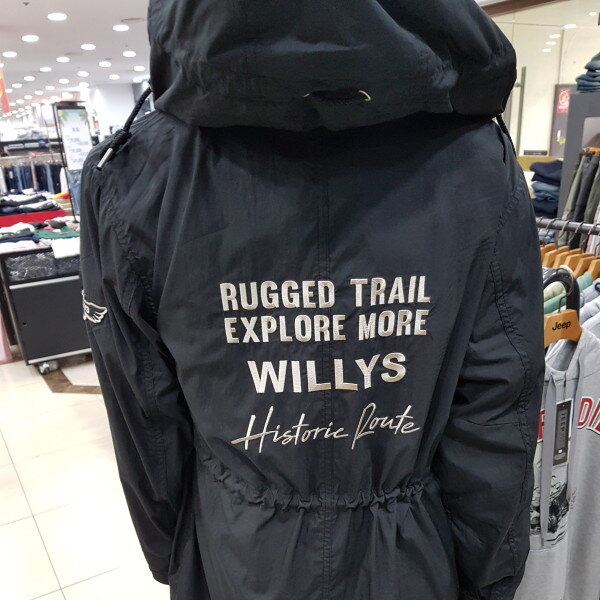 RUGGED TRAIL
EXPLORE MORE
WILLYS
Historic Route
Jeep